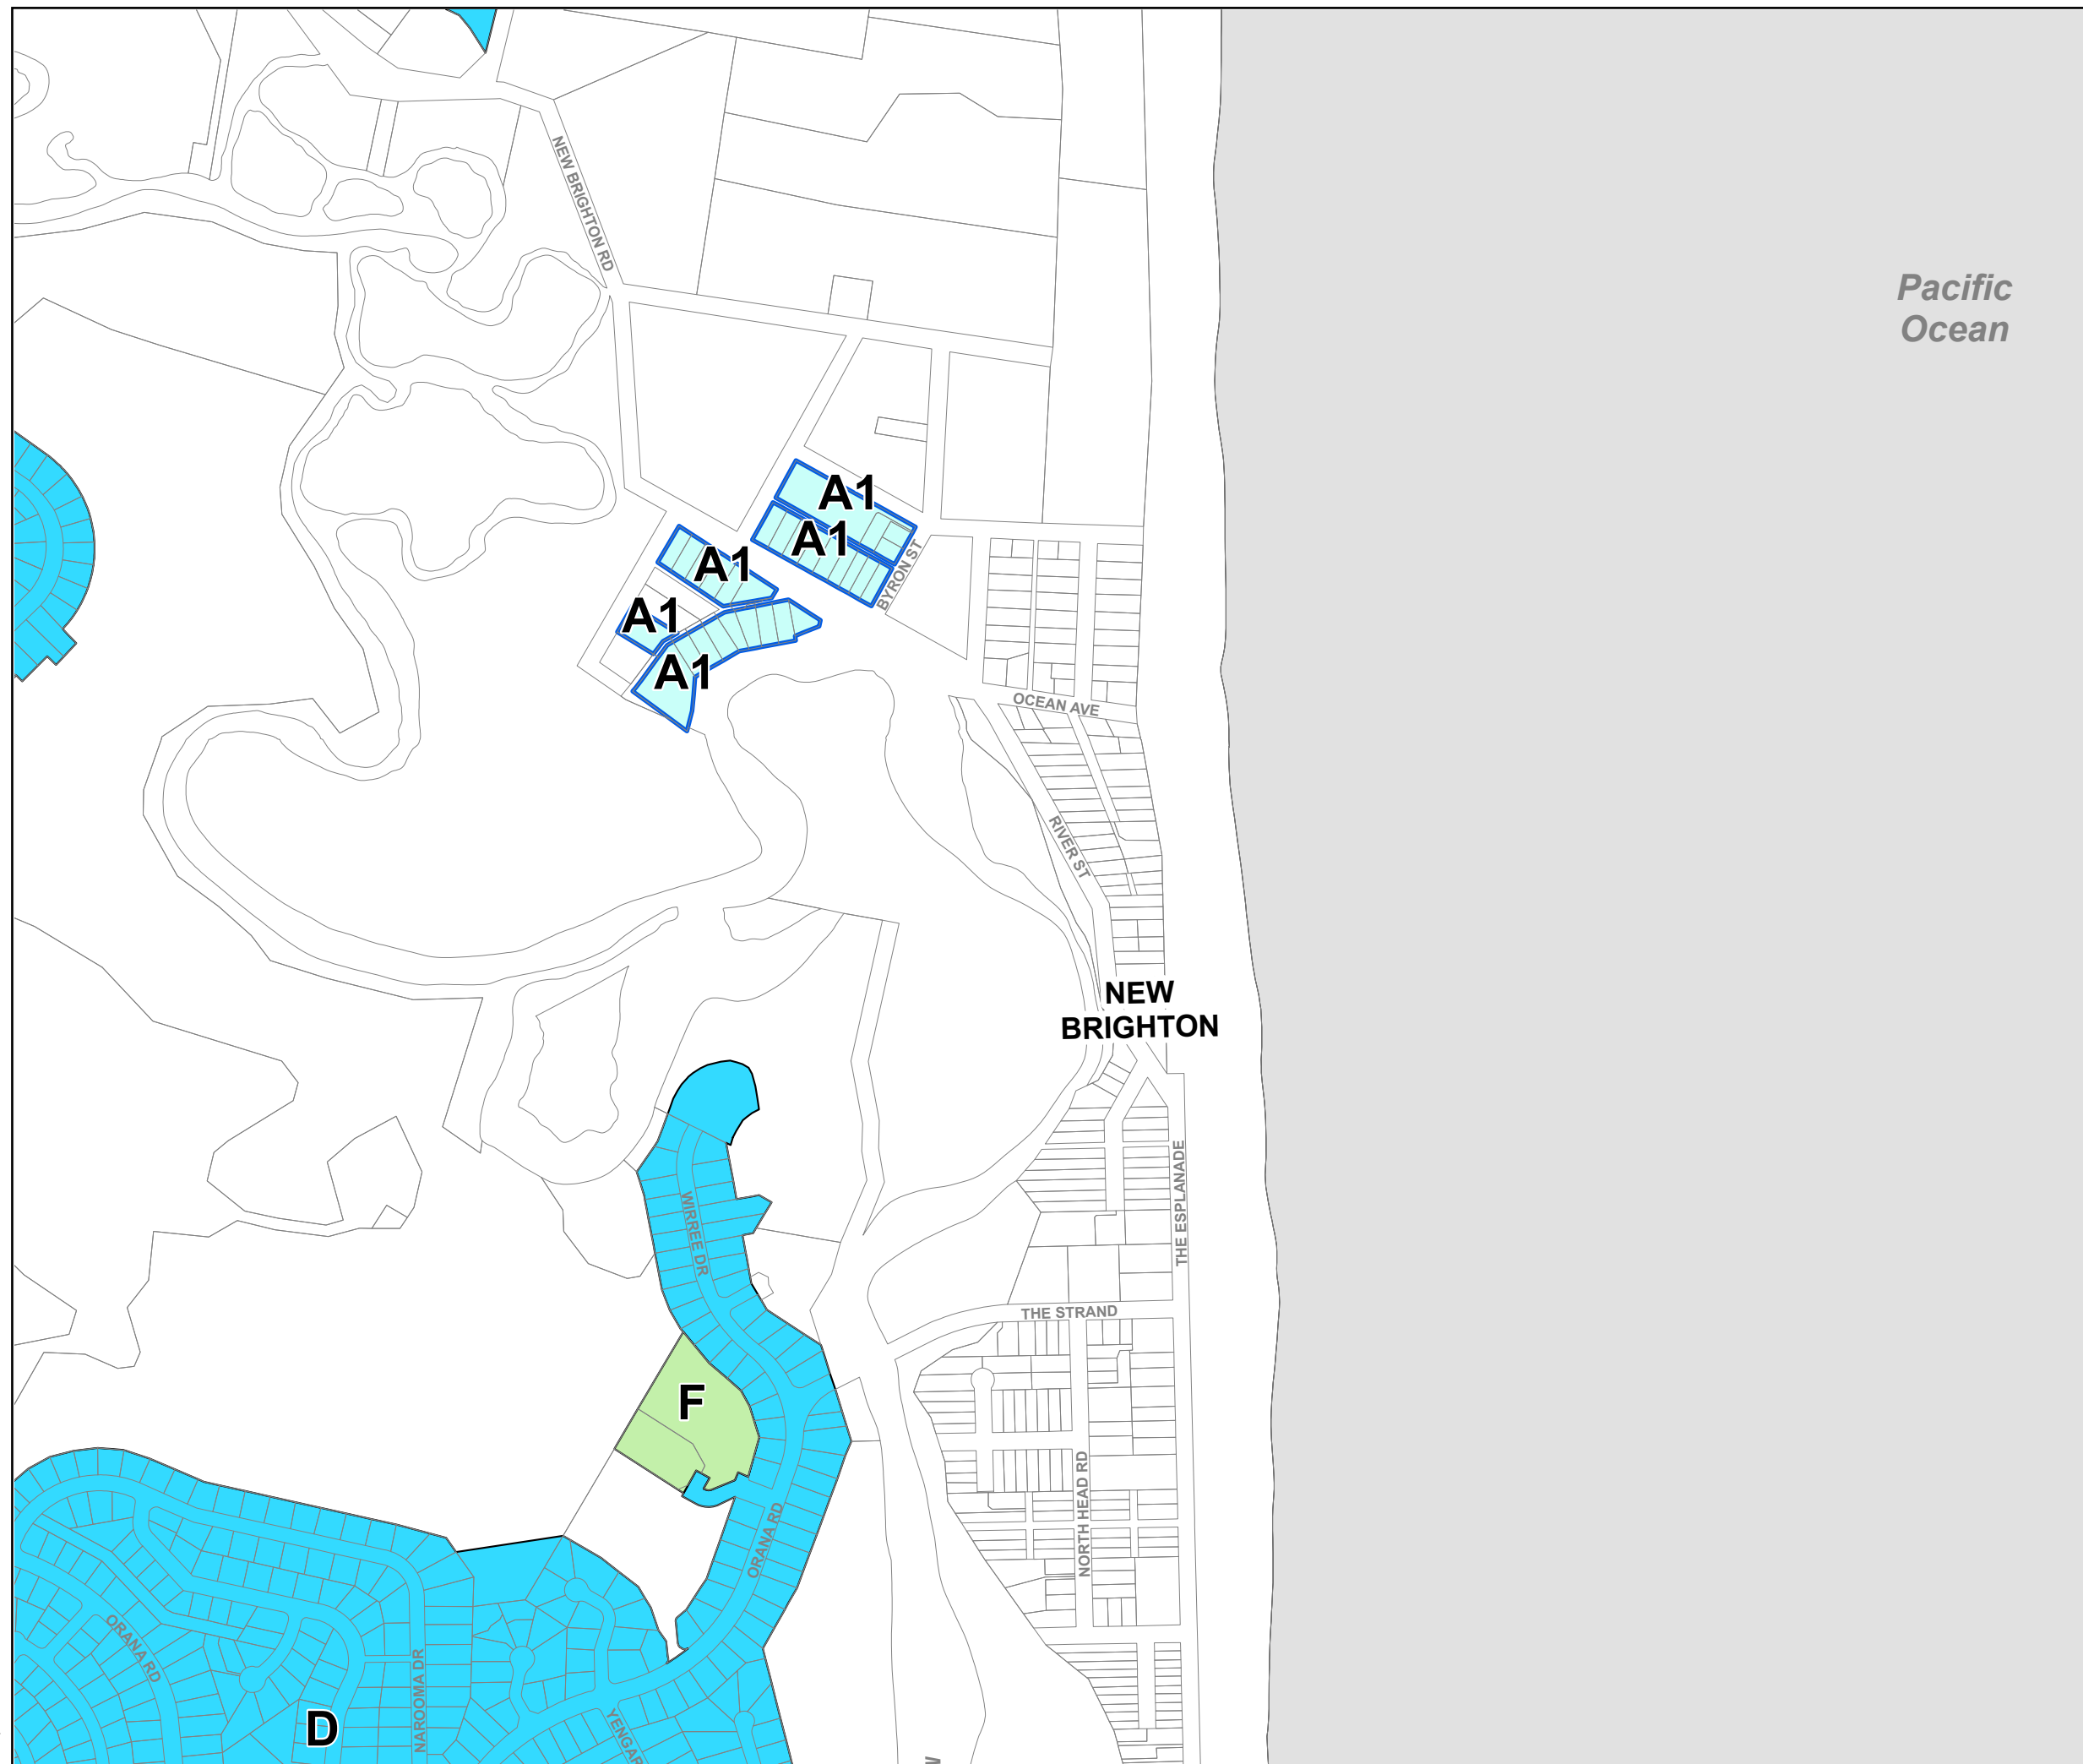 NEW BRIGHTON RD
Pacific
Ocean
A1
A1
A1
A1
A1
BYRON ST
OCEAN AVE
RIVER ST
NEW
BRIGHTON
THE ESPLANADE
WIRREE DR
THE STRAND
F
NORTH HEAD RD
ORANA RD
ORANA RD
NAROOMA DR
D
YENGAR
W